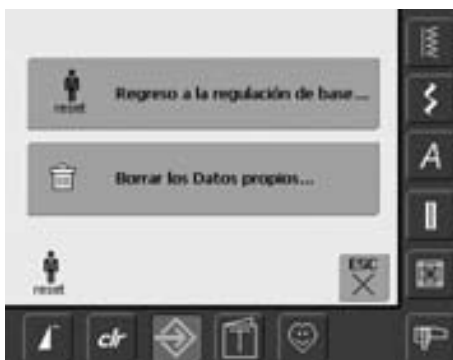 reset
Regreso a la regulación de base...
Borrar los Datos propios...
reset
ESC
A
clr